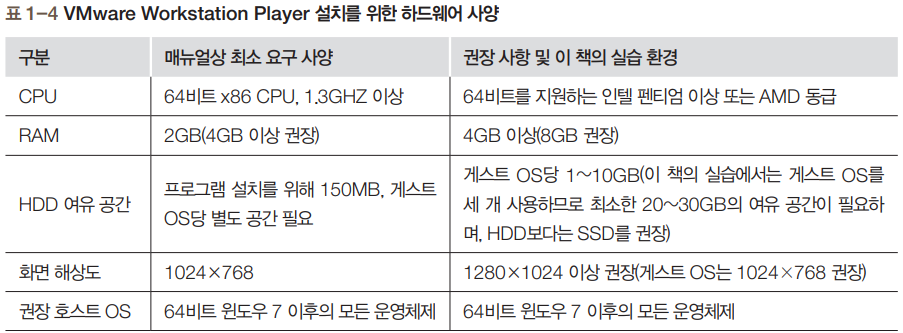 표 1-4 VMware Workstation Player 설치를 위한 하드웨어 사양
구분 매뉴얼상 최소 요구 사양 권장 사항 및 이 책의 실습 환경
CPU 64비트 x86 CPU, 1.3GHZ 이상 64비트를 지원하는 인텔 펜티엄 이상 또는 AMD 동급
RAM 2GB(4GB 이상 권장) 4GB 이상(8GB 권장)
HDD 여유 공간
프로그램 설치를 위해 150MB, 게스트
OS당 별도 공간 필요
게스트 OS당 1~10GB(이 책의 실습에서는 게스트 OS를
세 개 사용하므로 최소한 20~30GB의 여유 공간이 필요하
며, HDD보다는 SSD를 권장)
화면 해상도 1024×768 1280×1024 이상 권장(게스트 OS는 1024×768 권장)
권장 호스트 OS 64비트 윈도우 7 이후의 모든 운영체제 64비트 윈도우 7 이후의 모든 운영체제